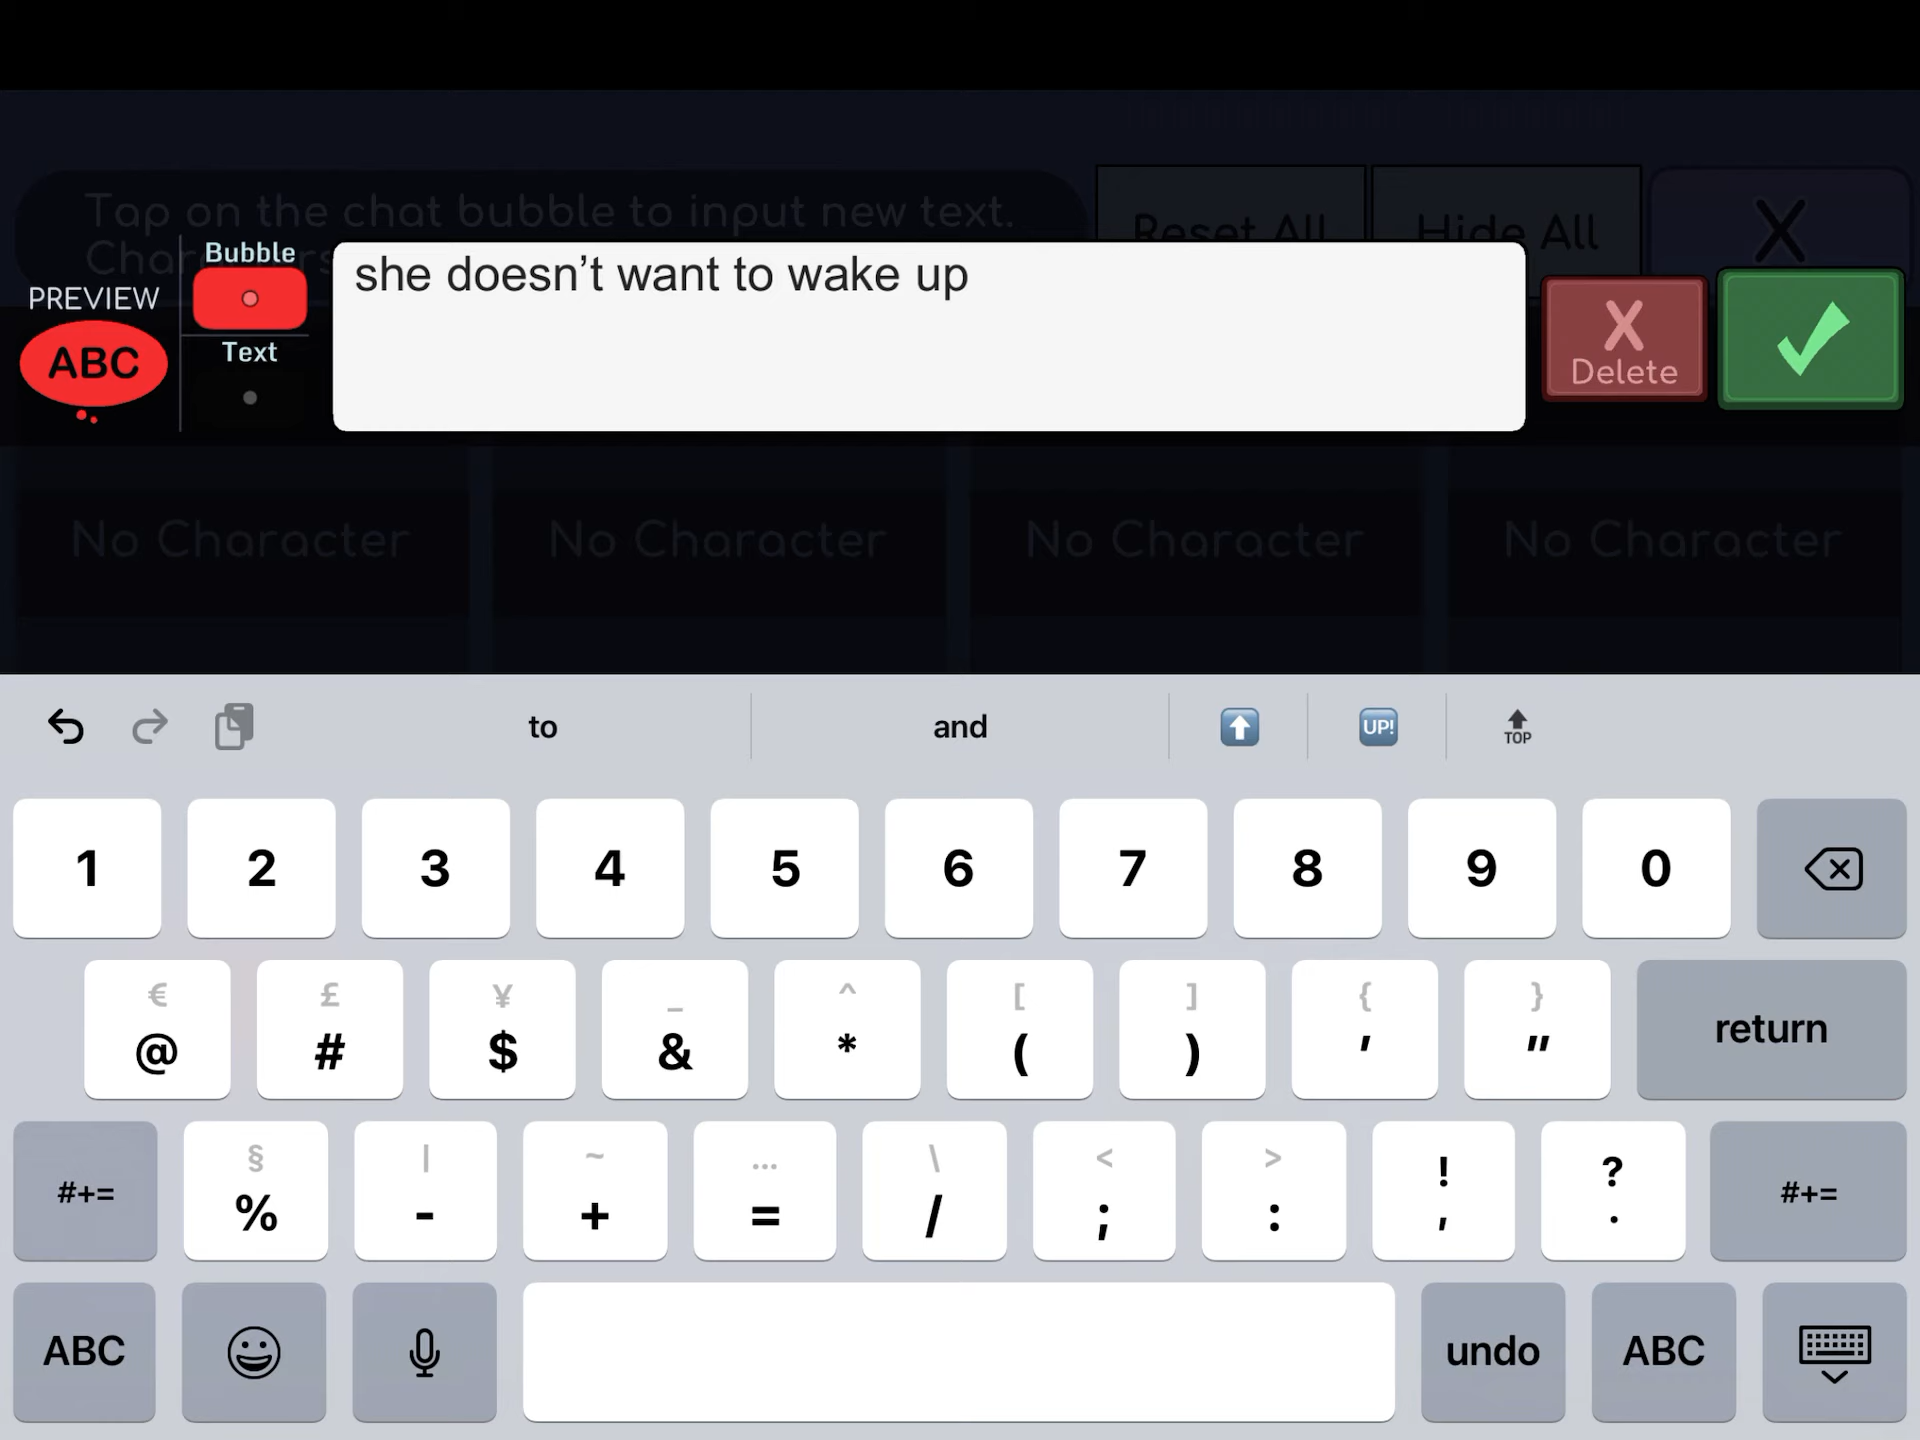 Tap on the chat bubble to input new text.
Reset All
Hide All
X
Characters
Bubble
PREVIEW
she doesn’t want to wake up
ABC
Text
X
Delete
No Character
No Character
No Character
No Character
to
and
UP!
TOP
1 2 3 4 5 6 7 8 9 0
€ £ ¥ _ ^ [ ] { }
@ # $ & * ( ) ' " return
§ | ~ … \ < > ! ?
#+= % - + = / ; : , . #+=
ABC
undo
ABC